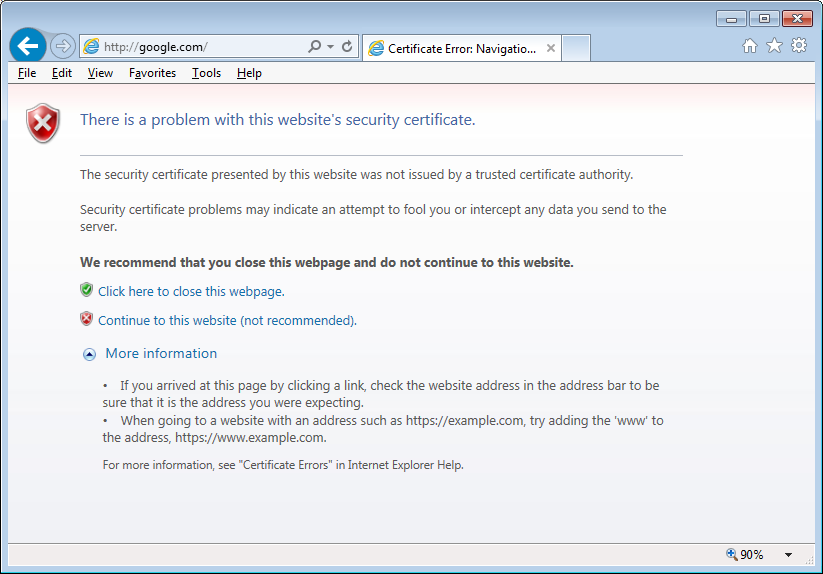 http://google.com/
Certificate Error: Navigatio...
File Edit View Favorites Tools Help
There is a problem with this website's security certificate.
The security certificate presented by this website was not issued by a trusted certificate authority.
Security certificate problems may indicate an attempt to fool you or intercept any data you send to the
server.
We recommend that you close this webpage and do not continue to this website.
Click here to close this webpage.
Continue to this website (not recommended).
More information
• If you arrived at this page by clicking a link, check the website address in the address bar to be
sure that it is the address you were expecting.
• When going to a website with an address such as https://example.com, try adding the 'www' to
the address, https://www.example.com.
For more information, see "Certificate Errors" in Internet Explorer Help.
90%